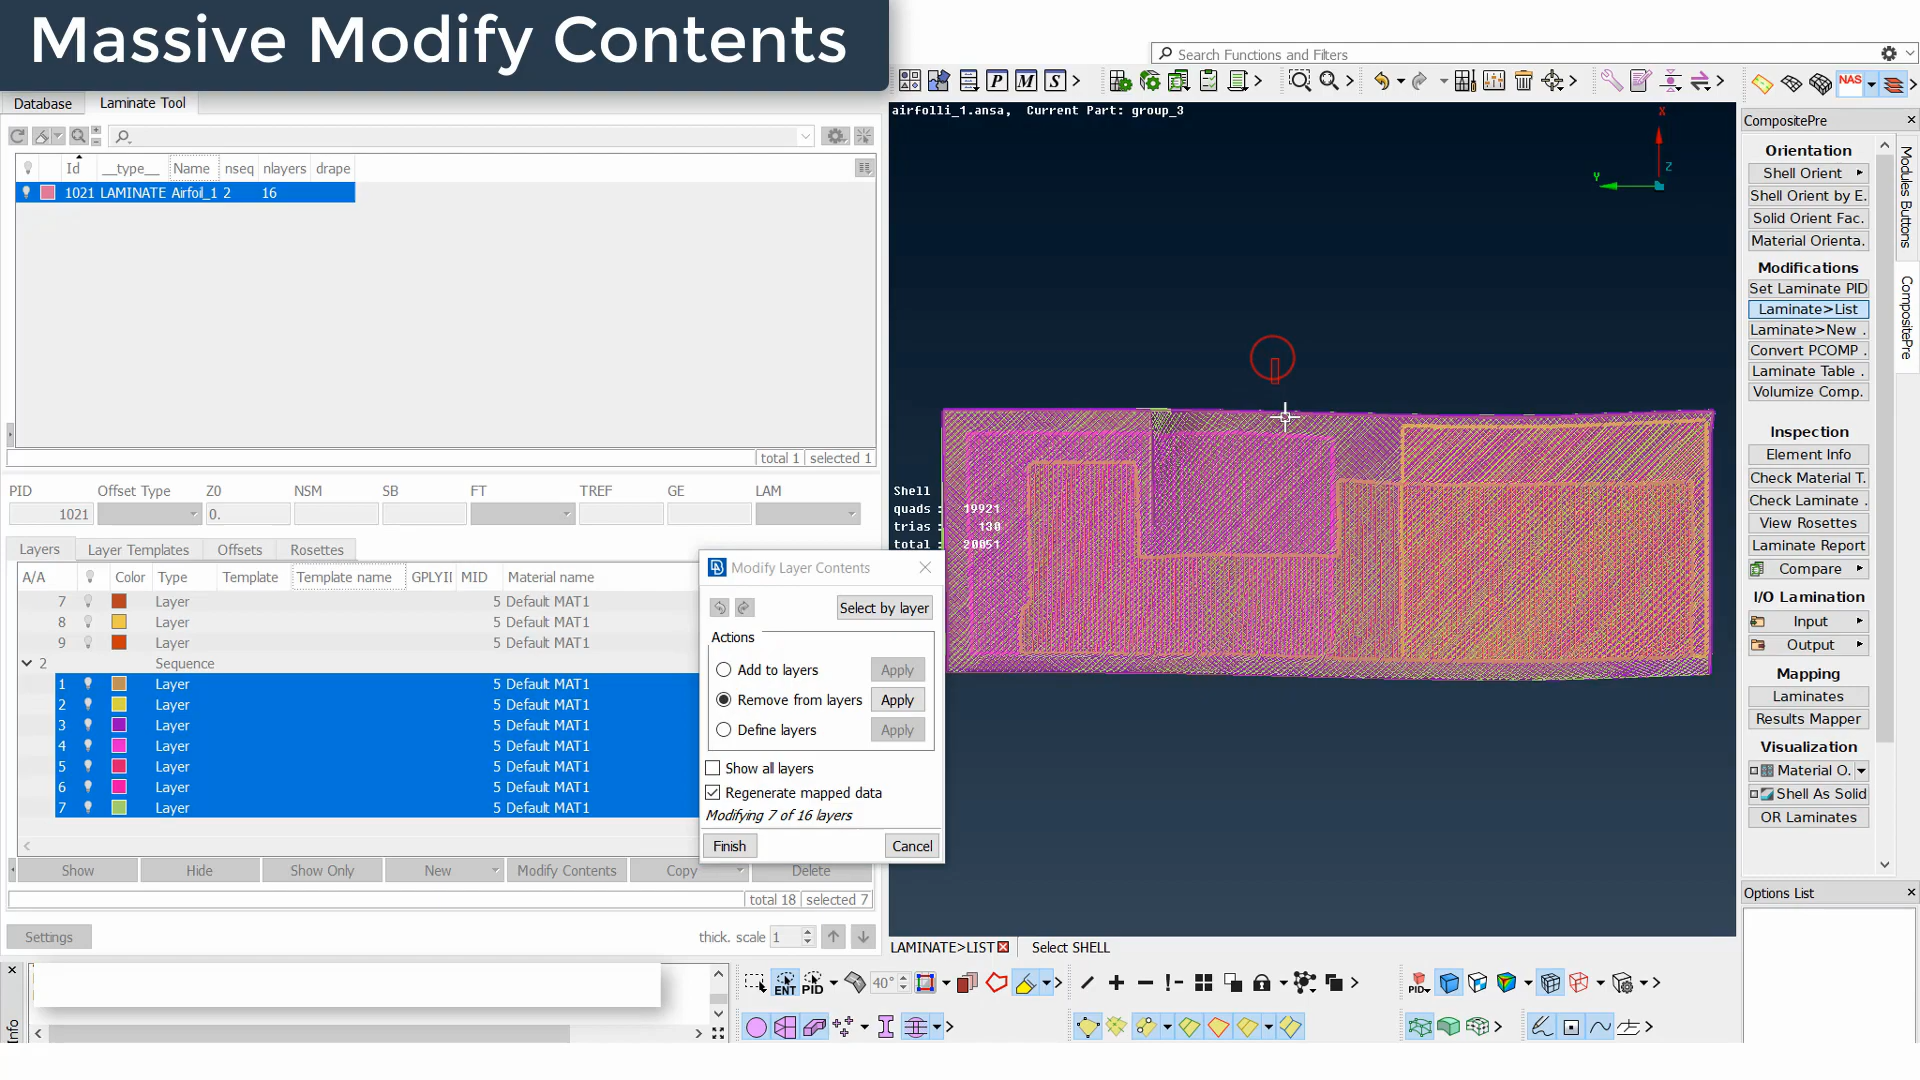 Massive Modify Contents
Search Functions and Filters
Database
Laminate Tool
P M S
NAS
airfolli_1.ansa, Current Part: group_3
X
Y
Z
Id __type__ Name nseq nlayers drape
1021 LAMINATE Airfoil_1 2 16
total 1 selected 1
PID Offset Type Z0 NSM SB FT TREF GE LAM
1021 0.
Layers Layer Templates Offsets Rosettes
A/A Color Type Template Template name GPLYII MID Material name
7 Layer 5 Default MAT1
8 Layer 5 Default MAT1
9 Layer 5 Default MAT1
2 Sequence
1 Layer 5 Default MAT1
2 Layer 5 Default MAT1
3 Layer 5 Default MAT1
4 Layer 5 Default MAT1
5 Layer 5 Default MAT1
6 Layer 5 Default MAT1
7 Layer 5 Default MAT1
Show Hide Show Only New Modify Contents Copy Delete
total 18 selected 7
Settings
thick. scale 1
Info
Modify Layer Contents
Select by layer
Actions
Add to layers Apply
Remove from layers Apply
Define layers Apply
Show all layers
Regenerate mapped data
Modifying 7 of 16 layers
Finish Cancel
Shell
quads : 19921
trias : 130
total : 20051
LAMINATE>LIST Select SHELL
ENT PID 40°
PID
CompositePre
Orientation
Shell Orient
Shell Orient by E.
Solid Orient Fac.
Material Orienta.
Modifications
Set Laminate PID
Laminate>List
Laminate>New .
Convert PCOMP .
Laminate Table .
Volumize Comp.
Inspection
Element Info
Check Material T.
Check Laminate .
View Rosettes
Laminate Report
Compare
I/O Lamination
Input
Output
Mapping
Laminates
Results Mapper
Visualization
Material O.
Shell As Solid
OR Laminates
Options List
Modules Buttons
CompositePre